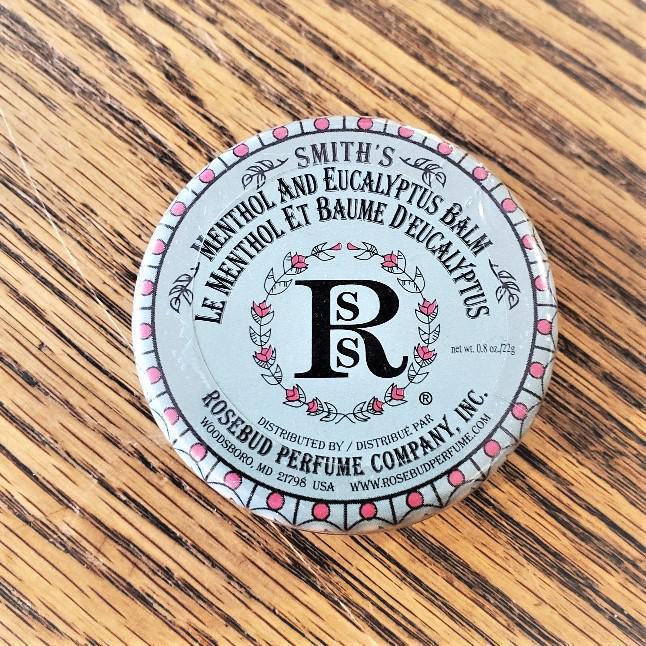 SMITH'S
MENTHOL AND EUCALYPTUS BALM
LE MENTHOL ET BAUME D'EUCALYPTUS
R
S
S
®
net wt. 0.8 oz./22g
DISTRIBUTED BY / DISTRIBUÉ PAR
ROSEBUD PERFUME COMPANY, INC.
WOODSBORO, MD 21798 USA WWW.ROSEBUDPERFUME.COM